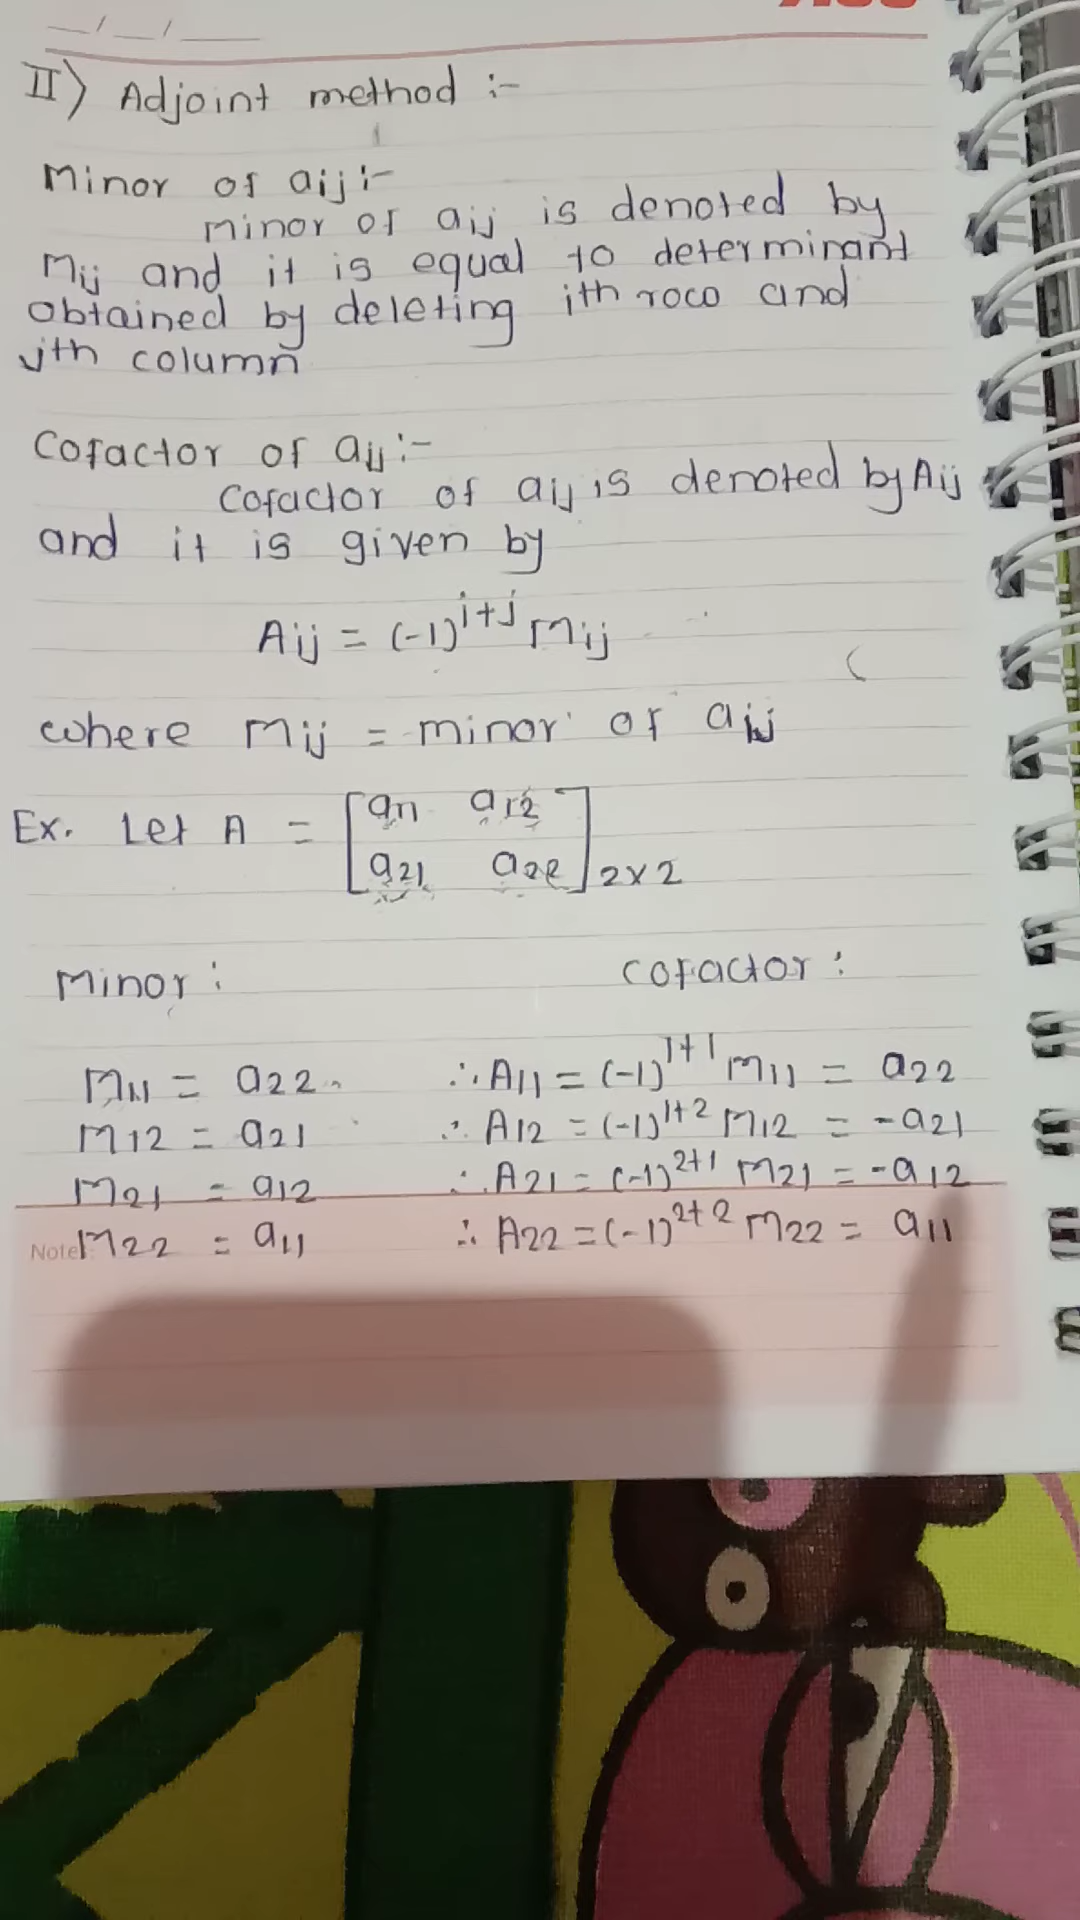 II) Adjoint method :-
Minor of aij :-
minor of aij is denoted by
Mij and it is equal to determinant
obtained by deleting ith row and
jth column
Cofactor of aij :-
Cofactor of aij is denoted by Aij
and it is given by
Aij = (-1)^i+j Mij
where Mij = minor of aij
Ex. Let A = [a11 a12
a21 a22] 2x2
Minor : Cofactor :
M11 = a22 ∴ A11 = (-1)^1+1 M11 = a22
M12 = a21 ∴ A12 = (-1)^1+2 M12 = -a21
M21 = a12 ∴ A21 = (-1)^2+1 M21 = -a12
Note: M22 = a11 ∴ A22 = (-1)^2+2 M22 = a11